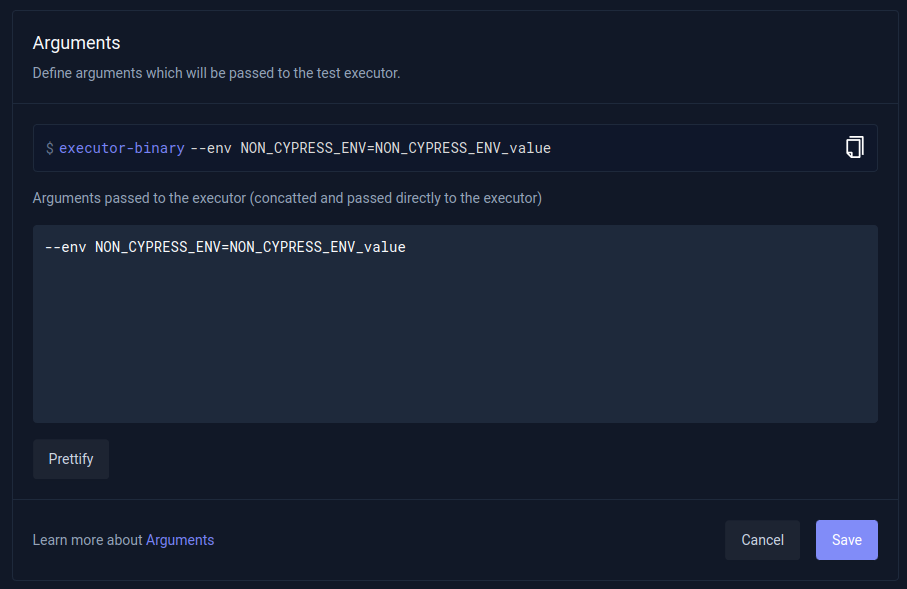 Arguments
Define arguments which will be passed to the test executor.
$ executor-binary --env NON_CYPRESS_ENV=NON_CYPRESS_ENV_value
Arguments passed to the executor (concatted and passed directly to the executor)
--env NON_CYPRESS_ENV=NON_CYPRESS_ENV_value
Prettify
Learn more about Arguments
Cancel
Save